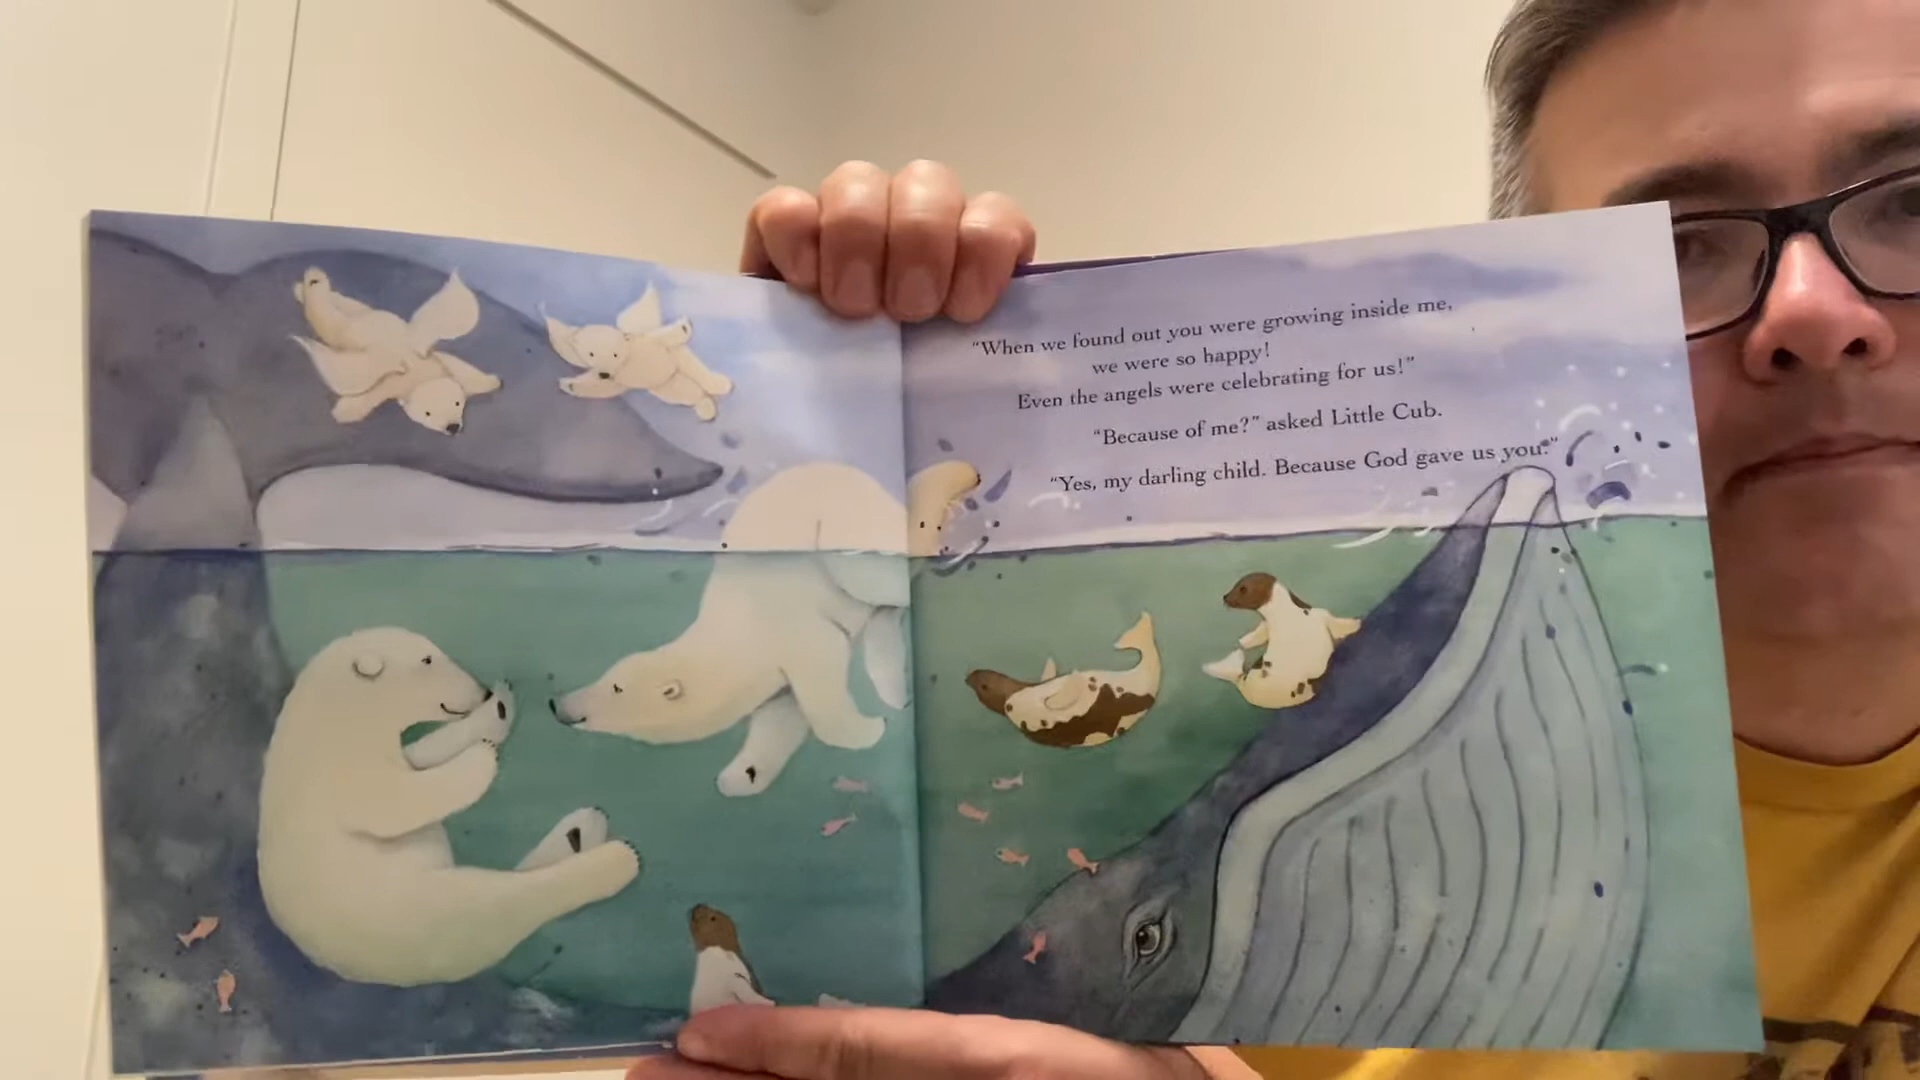 “When we found out you were growing inside me,
we were so happy!
Even the angels were celebrating for us!”
“Because of me?” asked Little Cub.
“Yes, my darling child. Because God gave us you.”